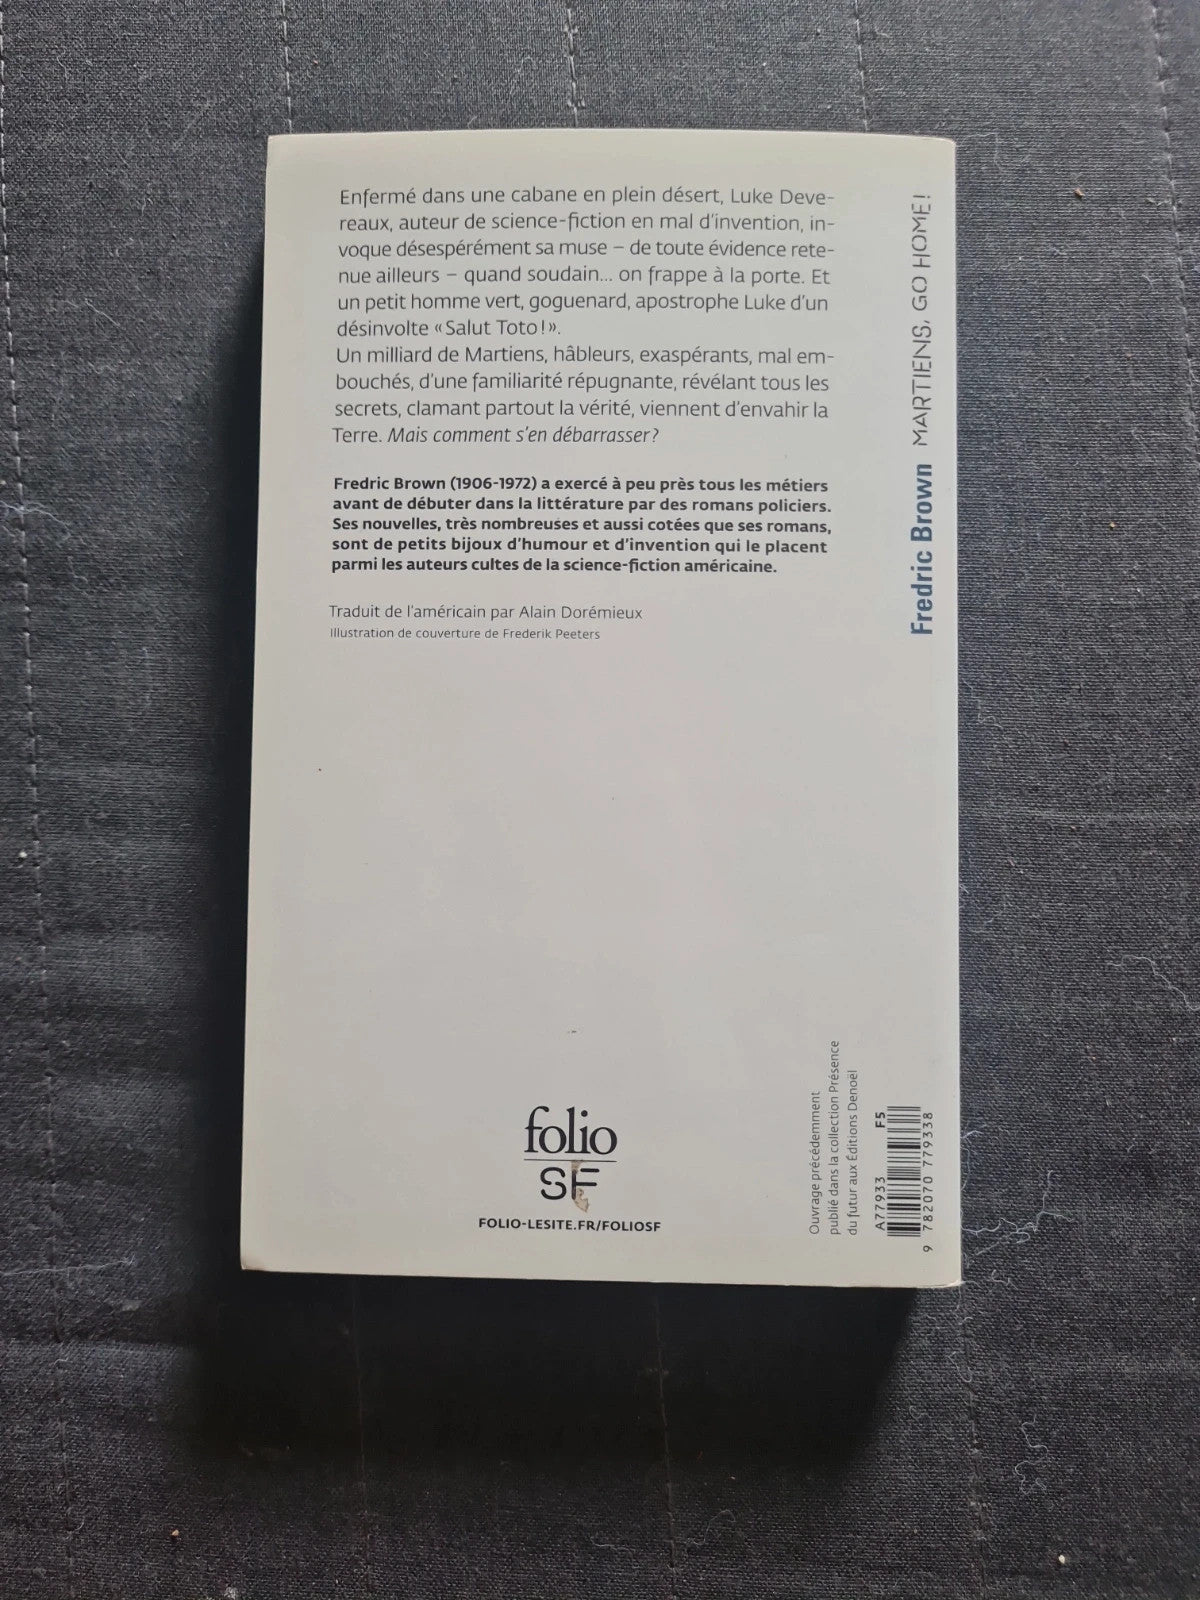 Enfermé dans une cabane en plein désert, Luke Deve-
reaux, auteur de science-fiction en mal d'invention, in-
voque désespérément sa muse – de toute évidence rete-
nue ailleurs – quand soudain... on frappe à la porte. Et
un petit homme vert, goguenard, apostrophe Luke d'un
désinvolte « Salut Toto ! ».
Un milliard de Martiens, hâbleurs, exaspérants, mal em-
bouchés, d'une familiarité répugnante, révélant tous les
secrets, clamant partout la vérité, viennent d'envahir la
Terre. Mais comment s'en débarrasser ?
Fredric Brown (1906-1972) a exercé à peu près tous les métiers
avant de débuter dans la littérature par des romans policiers.
Ses nouvelles, très nombreuses et aussi cotées que ses romans,
sont de petits bijoux d'humour et d'invention qui le placent
parmi les auteurs cultes de la science-fiction américaine.
Traduit de l'américain par Alain Dorémieux
Illustration de couverture de Frederik Peeters
folio
SF
FOLIO-LESITE.FR/FOLIOSF
Ouvrage précédemment
publié dans la collection Présence
du futur aux Éditions Denoël
A77933 F5
9 782070 779338
Fredric Brown MARTIENS, GO HOME !